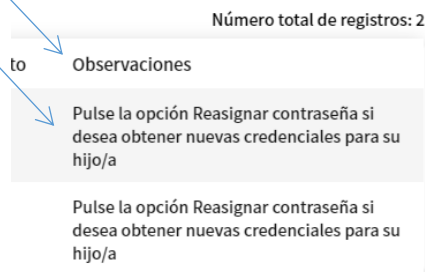 Número total de registros: 2
to Observaciones
Pulse la opción Reasignar contraseña si
desea obtener nuevas credenciales para su
hijo/a
Pulse la opción Reasignar contraseña si
desea obtener nuevas credenciales para su
hijo/a